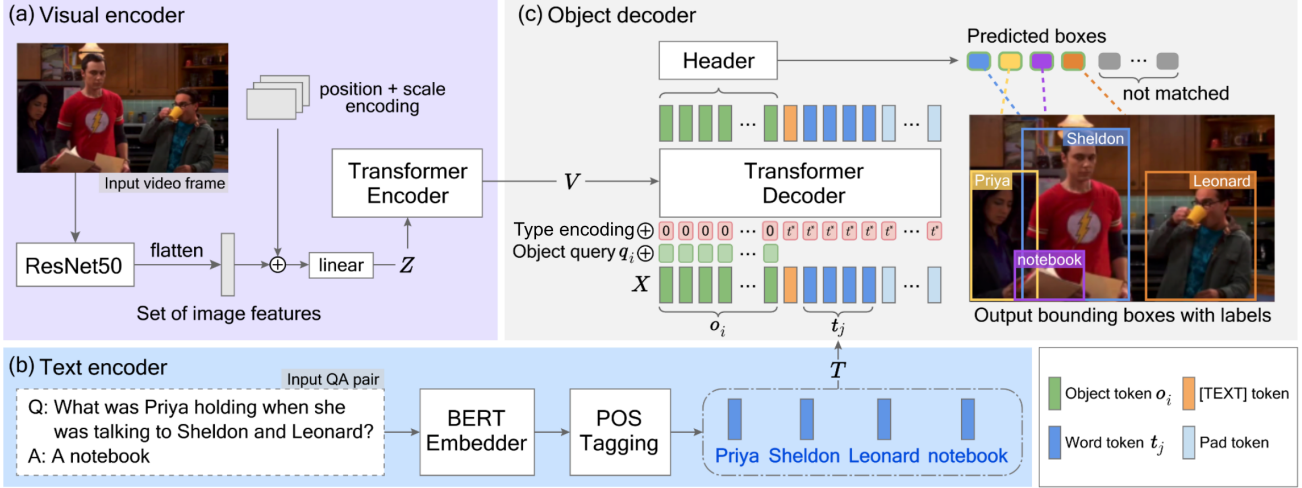 (a) Visual encoder
Input video frame
position + scale
encoding
ResNet50
flatten
Set of image features
linear
Z
Transformer
Encoder
V
(b) Text encoder
Input QA pair
Q: What was Priya holding when she
was talking to Sheldon and Leonard?
A: A notebook
BERT
Embedder
POS
Tagging
Priya Sheldon Leonard notebook
T
(c) Object decoder
Header
...
...
Transformer
Decoder
Type encoding 0 0 0 0 ... 0 t* t* t* t* t* t* ... t*
Object query q_i ...
X ... ...
o_i t_j
Predicted boxes
...
not matched
Sheldon
Priya
Leonard
notebook
Output bounding boxes with labels
Object token o_i
[TEXT] token
Word token t_j
Pad token